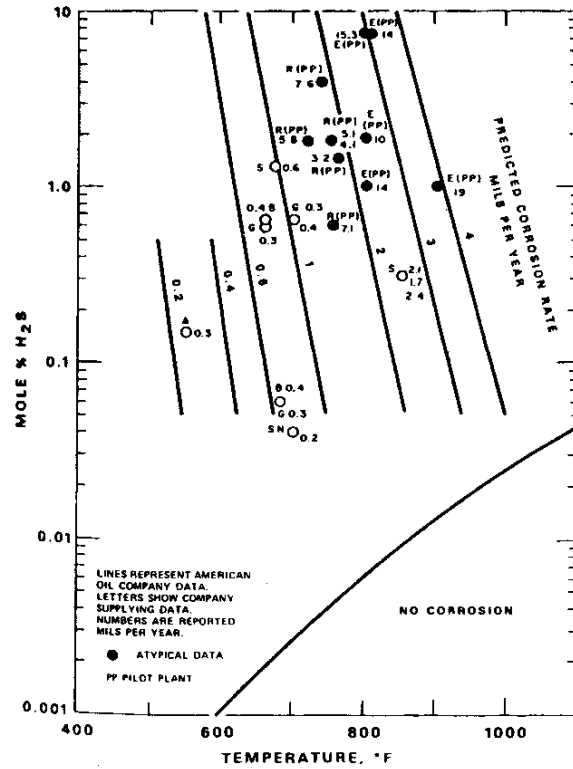 10
1.0
0.1
0.01
0.001
MOLE % H2S
400
600
800
1000
TEMPERATURE, °F
PREDICTED CORROSION RATE
MILS PER YEAR
0.2
0.4
0.6
1
2
3
4
15.3
E(PP)
E(PP)
14
R(PP)
7.6
R(PP)
5.8
R(PP)
5.1
4.1
E
(PP)
10
3.2
R(PP)
S
0.6
E(PP)
14
E(PP)
19
0.4 B
G
0.3
G 0.3
0.4
R(PP)
7.1
S
2.1
1.7
2.4
0.3
B 0.4
G 0.3
SN
0.2
NO CORROSION
LINES REPRESENT AMERICAN
OIL COMPANY DATA.
LETTERS SHOW COMPANY
SUPPLYING DATA.
NUMBERS ARE REPORTED
MILS PER YEAR.
ATYPICAL DATA
PP PILOT PLANT